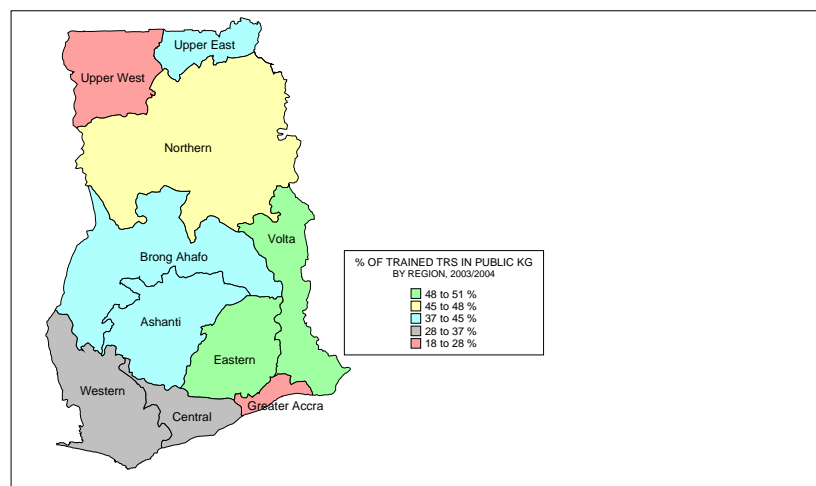 Upper East
Upper West
Northern
Volta
Brong Ahafo
Ashanti
Eastern
Western
Central
Greater Accra
% OF TRAINED TRS IN PUBLIC KG
BY REGION, 2003/2004
48 to 51 %
45 to 48 %
37 to 45 %
28 to 37 %
18 to 28 %